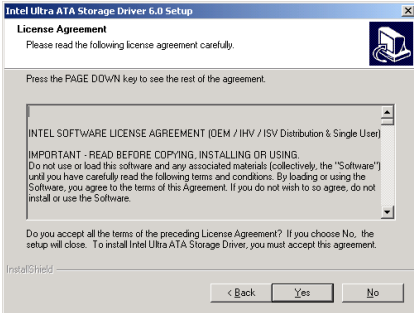 Intel Ultra ATA Storage Driver 6.0 Setup
License Agreement
Please read the following license agreement carefully.
Press the PAGE DOWN key to see the rest of the agreement.
INTEL SOFTWARE LICENSE AGREEMENT (OEM / IHV / ISV Distribution & Single User)
IMPORTANT - READ BEFORE COPYING, INSTALLING OR USING.
Do not use or load this software and any associated materials (collectively, the "Software")
until you have carefully read the following terms and conditions. By loading or using the
Software, you agree to the terms of this Agreement. If you do not wish to so agree, do not
install or use the Software.
Do you accept all the terms of the preceding License Agreement? If you choose No, the
setup will close. To install Intel Ultra ATA Storage Driver, you must accept this agreement.
InstallShield
< Back Yes No